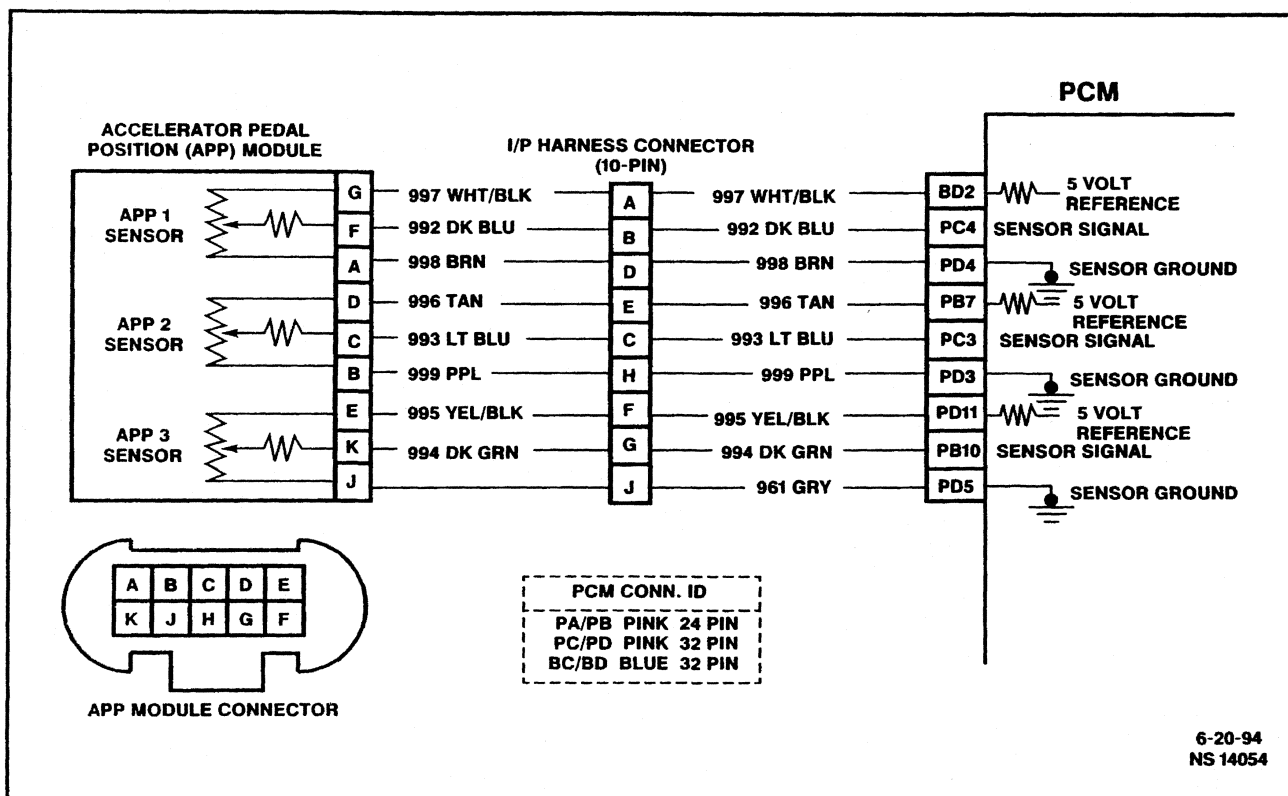 PCM
ACCELERATOR PEDAL
POSITION (APP) MODULE
I/P HARNESS CONNECTOR
(10-PIN)
APP 1
SENSOR
G 997 WHT/BLK A 997 WHT/BLK BD2 5 VOLT
REFERENCE
F 992 DK BLU B 992 DK BLU PC4 SENSOR SIGNAL
A 998 BRN D 998 BRN PD4 SENSOR GROUND
APP 2
SENSOR
D 996 TAN E 996 TAN PB7 5 VOLT
REFERENCE
C 993 LT BLU C 993 LT BLU PC3 SENSOR SIGNAL
B 999 PPL H 999 PPL PD3 SENSOR GROUND
APP 3
SENSOR
E 995 YEL/BLK F 995 YEL/BLK PD11 5 VOLT
REFERENCE
K 994 DK GRN G 994 DK GRN PB10 SENSOR SIGNAL
J J 961 GRY PD5 SENSOR GROUND
A B C D E
K J H G F
APP MODULE CONNECTOR
PCM CONN. ID
PA/PB PINK 24 PIN
PC/PD PINK 32 PIN
BC/BD BLUE 32 PIN
6-20-94
NS 14054